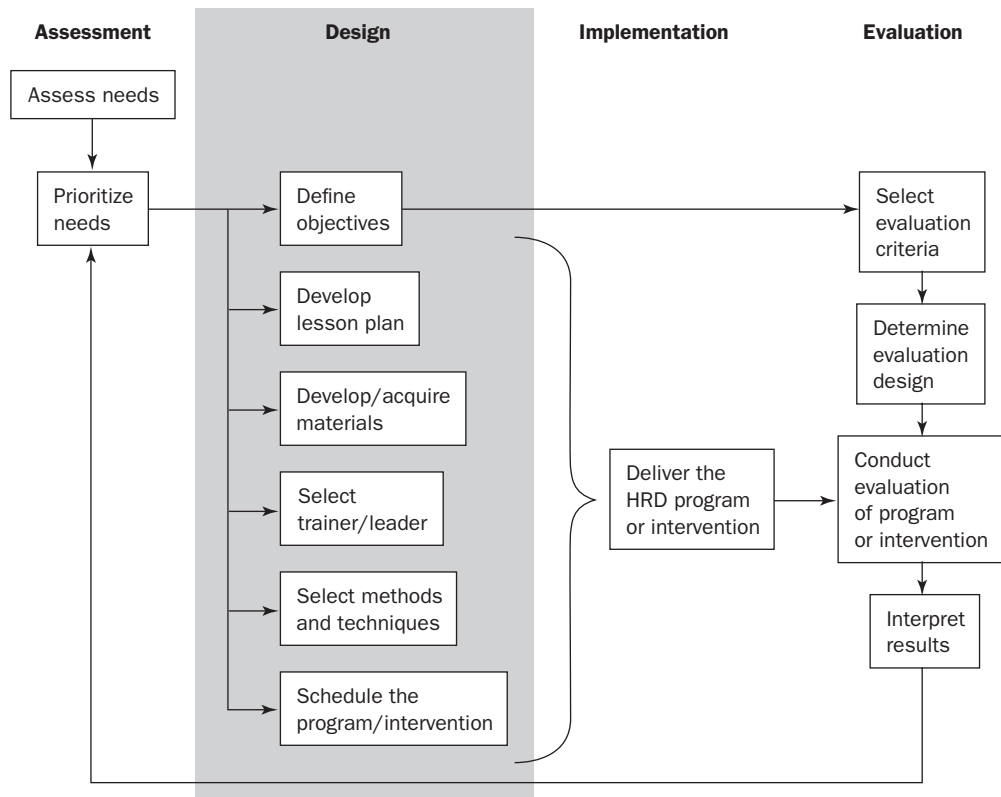 Assessment
Design
Implementation
Evaluation
Assess needs
Prioritize
needs
Define
objectives
Develop
lesson plan
Develop/acquire
materials
Select
trainer/leader
Select methods
and techniques
Schedule the
program/intervention
Deliver the
HRD program
or intervention
Select
evaluation
criteria
Determine
evaluation
design
Conduct
evaluation
of program
or intervention
Interpret
results